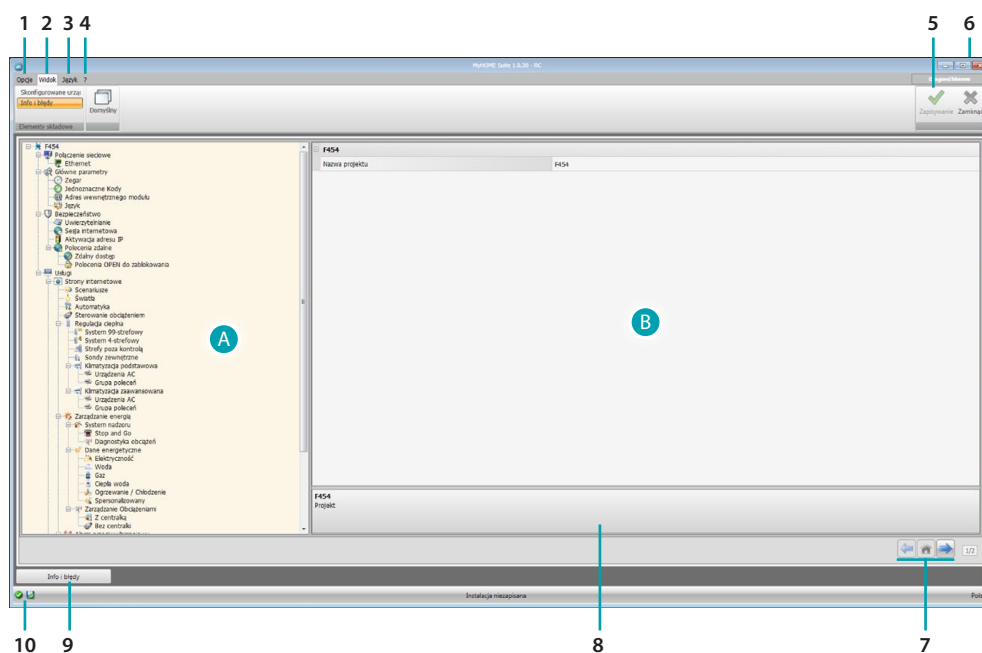 1 2 3 4 5 6
MyHOME Suite 1.0.30 - RC
Opcje Widok Język ?
Skonfigurowane urzą
Info i błędy
Domyślny
Zapisywanie Zamknąć
Elementy składowe
F454
Połączenie sieciowe
Ethernet
Główne parametry
Zegar
Jednoznaczne Kody
Adres wewnętrznego modułu
Język
Bezpieczeństwo
Uwierzytelnianie
Sesja internetowa
Aktywacja adresu IP
Polecenia zdalne
Zdalny dostęp
Polecenia OPEN do zablokowania
Usługi
Strony internetowe
Scenariusze
Światła
Automatyka
Sterowanie obciążeniem
Regulacja cieplna
System 99-strefowy
System 4-strefowy
Strefy poza kontrolą
Sondy zewnętrzne
Klimatyzacja podstawowa
Urządzenia AC
Grupa poleceń
Klimatyzacja zaawansowana
Urządzenia AC
Grupa poleceń
Zarządzanie energią
System nadzoru
Stop and Go
Diagnostyka obciążeń
Dane energetyczne
Elektryczność
Woda
Gaz
Ciepła woda
Ogrzewanie / Chłodzenie
Spersonalizowany
Zarządzanie Obciążeniami
Z centralką
Bez centralki
A
F454
Nazwa projektu F454
B
F454
Projekt
1/2
Info i błędy
Instalacja niezapisana
Pols
10 9 8 7